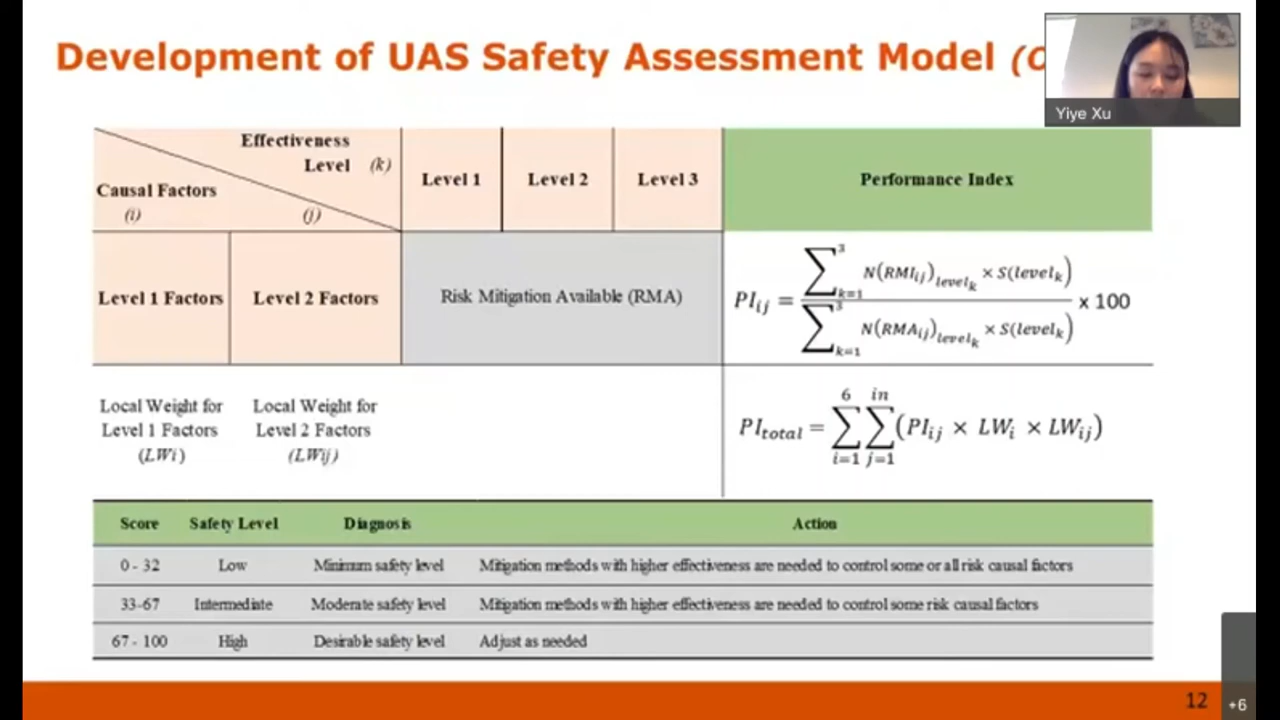 Development of UAS Safety Assessment Model (C
Yiye Xu
Effectiveness
Level (k)
Causal Factors
(i)
(j)
Level 1
Level 2
Level 3
Performance Index
Level 1 Factors
Level 2 Factors
Risk Mitigation Available (RMA)
PI_ij = ∑_{k=1}^{3} N(RMI_ij)_level_k × S(level_k) / ∑_{k=1}^{3} N(RMA_ij)_level_k × S(level_k) x 100
Local Weight for
Level 1 Factors
(LWi)
Local Weight for
Level 2 Factors
(LWij)
PI_total = ∑_{i=1}^{6} ∑_{j=1}^{in} (PI_ij × LW_i × LW_ij)
Score Safety Level Diagnosis Action
0 - 32 Low Minimum safety level Mitigation methods with higher effectiveness are needed to control some or all risk causal factors
33-67 Intermediate Moderate safety level Mitigation methods with higher effectiveness are needed to control some risk causal factors
67 - 100 High Desirable safety level Adjust as needed
12
+6